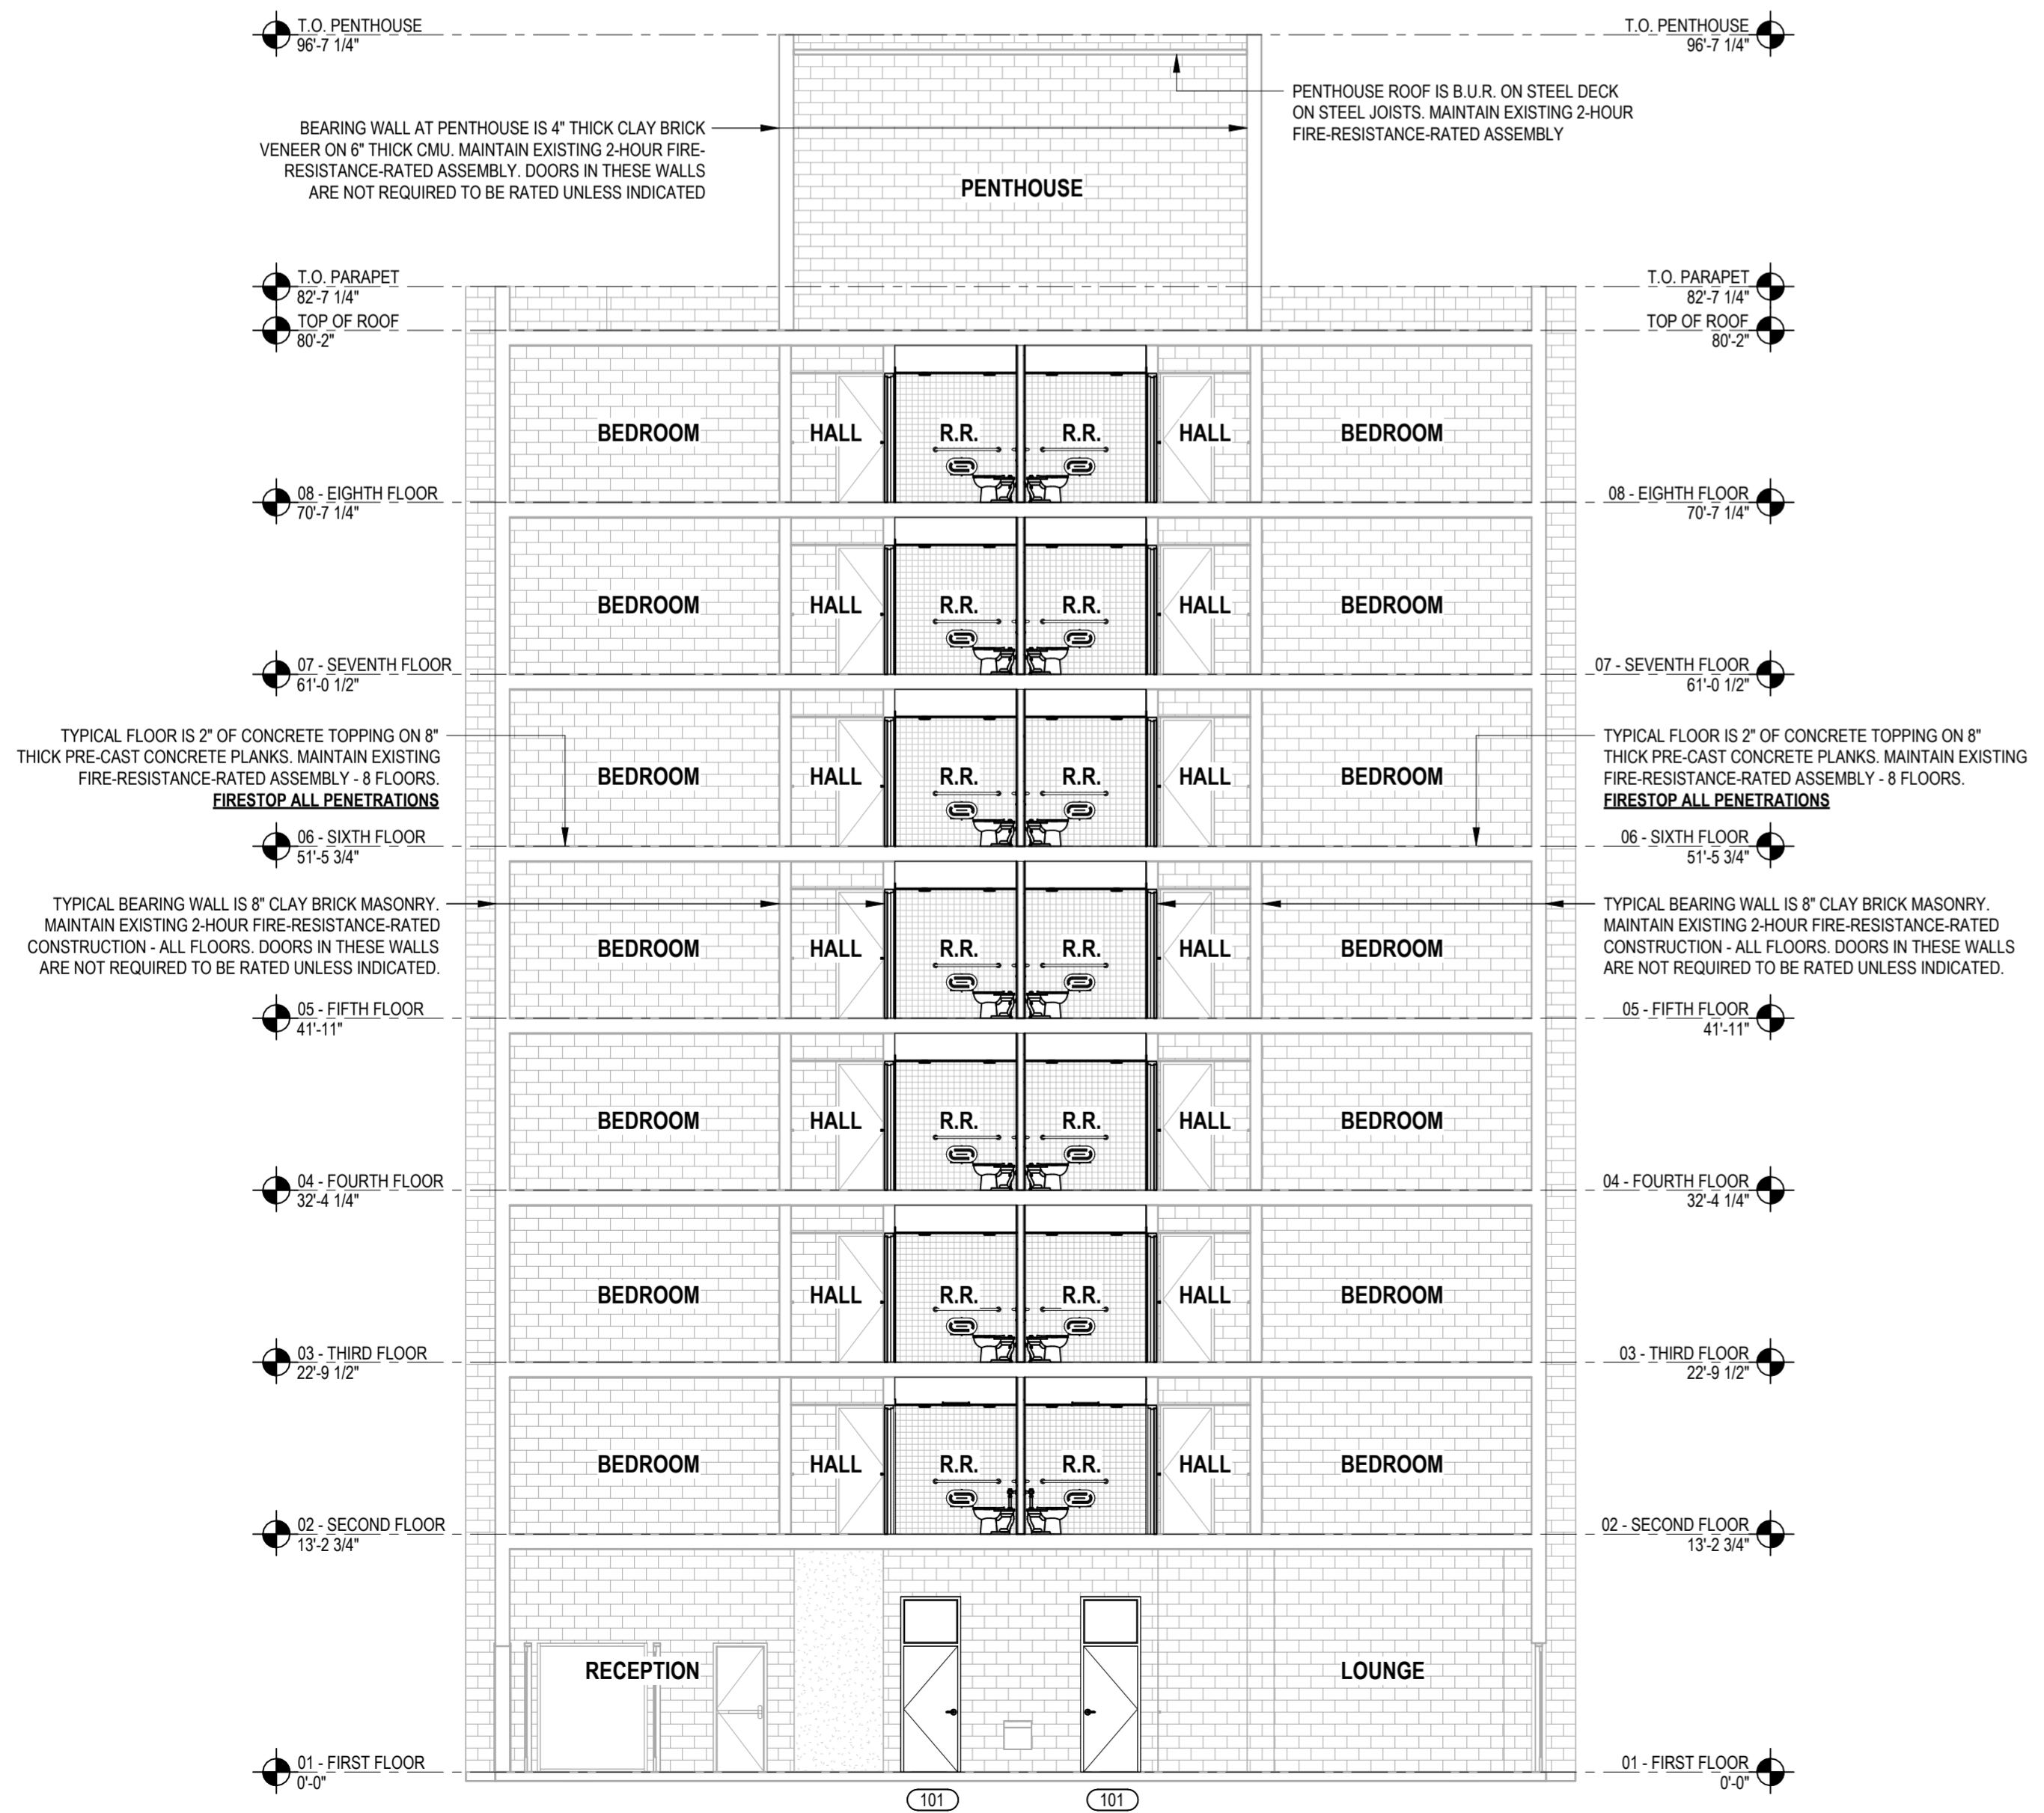 T.O. PENTHOUSE
96'-7 1/4"
T.O. PENTHOUSE
96'-7 1/4"
PENTHOUSE ROOF IS B.U.R. ON STEEL DECK
ON STEEL JOISTS. MAINTAIN EXISTING 2-HOUR
FIRE-RESISTANCE-RATED ASSEMBLY
BEARING WALL AT PENTHOUSE IS 4" THICK CLAY BRICK
VENEER ON 6" THICK CMU. MAINTAIN EXISTING 2-HOUR FIRE-
RESISTANCE-RATED ASSEMBLY. DOORS IN THESE WALLS
ARE NOT REQUIRED TO BE RATED UNLESS INDICATED
PENTHOUSE
T.O. PARAPET
82'-7 1/4"
T.O. PARAPET
82'-7 1/4"
TOP OF ROOF
80'-2"
TOP OF ROOF
80'-2"
BEDROOM HALL R.R. R.R. HALL BEDROOM
08 - EIGHTH FLOOR
70'-7 1/4"
08 - EIGHTH FLOOR
70'-7 1/4"
BEDROOM HALL R.R. R.R. HALL BEDROOM
07 - SEVENTH FLOOR
61'-0 1/2"
07 - SEVENTH FLOOR
61'-0 1/2"
TYPICAL FLOOR IS 2" OF CONCRETE TOPPING ON 8"
THICK PRE-CAST CONCRETE PLANKS. MAINTAIN EXISTING
FIRE-RESISTANCE-RATED ASSEMBLY - 8 FLOORS.
FIRESTOP ALL PENETRATIONS
BEDROOM HALL R.R. R.R. HALL BEDROOM
TYPICAL FLOOR IS 2" OF CONCRETE TOPPING ON 8"
THICK PRE-CAST CONCRETE PLANKS. MAINTAIN EXISTING
FIRE-RESISTANCE-RATED ASSEMBLY - 8 FLOORS.
FIRESTOP ALL PENETRATIONS
06 - SIXTH FLOOR
51'-5 3/4"
06 - SIXTH FLOOR
51'-5 3/4"
TYPICAL BEARING WALL IS 8" CLAY BRICK MASONRY.
MAINTAIN EXISTING 2-HOUR FIRE-RESISTANCE-RATED
CONSTRUCTION - ALL FLOORS. DOORS IN THESE WALLS
ARE NOT REQUIRED TO BE RATED UNLESS INDICATED.
BEDROOM HALL R.R. R.R. HALL BEDROOM
TYPICAL BEARING WALL IS 8" CLAY BRICK MASONRY.
MAINTAIN EXISTING 2-HOUR FIRE-RESISTANCE-RATED
CONSTRUCTION - ALL FLOORS. DOORS IN THESE WALLS
ARE NOT REQUIRED TO BE RATED UNLESS INDICATED.
05 - FIFTH FLOOR
41'-11"
05 - FIFTH FLOOR
41'-11"
BEDROOM HALL R.R. R.R. HALL BEDROOM
04 - FOURTH FLOOR
32'-4 1/4"
04 - FOURTH FLOOR
32'-4 1/4"
BEDROOM HALL R.R. R.R. HALL BEDROOM
03 - THIRD FLOOR
22'-9 1/2"
03 - THIRD FLOOR
22'-9 1/2"
BEDROOM HALL R.R. R.R. HALL BEDROOM
02 - SECOND FLOOR
13'-2 3/4"
02 - SECOND FLOOR
13'-2 3/4"
RECEPTION LOUNGE
01 - FIRST FLOOR
0'-0"
01 - FIRST FLOOR
0'-0"
101 101